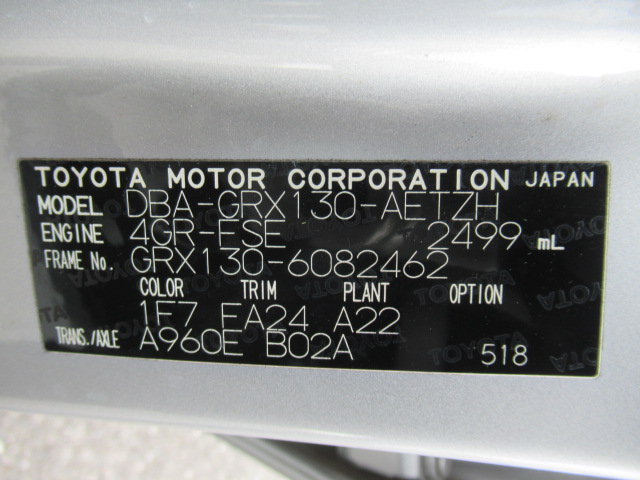 TOYOTA MOTOR CORPORATION JAPAN
MODEL DBA-GRX130-AETZH
ENGINE 4GR-FSE 2499 mL
FRAME No. GRX130-6082462
COLOR TRIM PLANT OPTION
1F7 FA24 A22
TRANS./AXLE A960E B02A 518